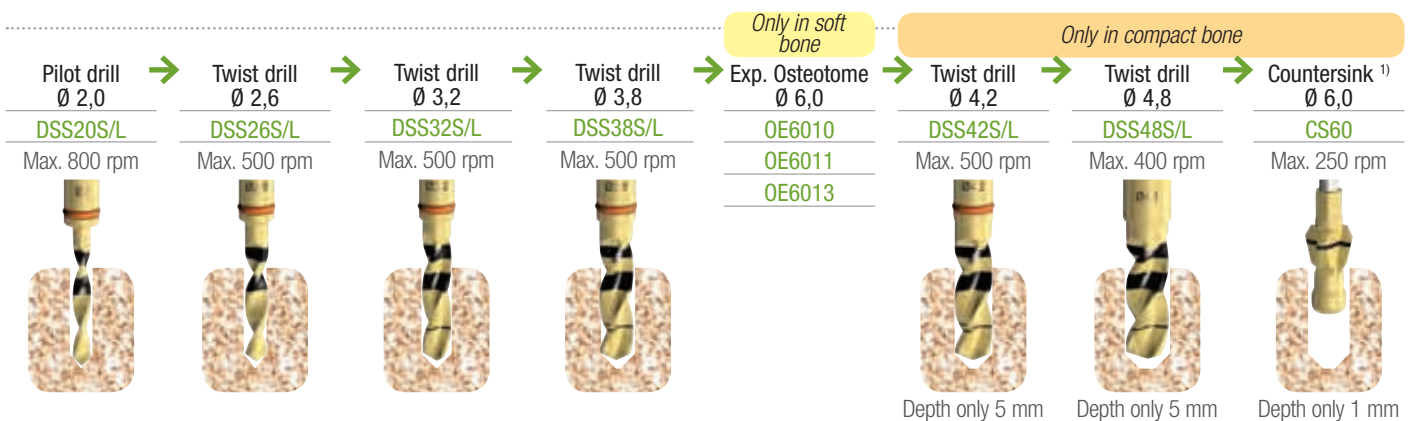 Only in soft
bone
Only in compact bone
Pilot drill
Ø 2,0
DSS20S/L
Max. 800 rpm
Twist drill
Ø 2,6
DSS26S/L
Max. 500 rpm
Twist drill
Ø 3,2
DSS32S/L
Max. 500 rpm
Twist drill
Ø 3,8
DSS38S/L
Max. 500 rpm
Exp. Osteotome
Ø 6,0
OE6010
OE6011
OE6013
Twist drill
Ø 4,2
DSS42S/L
Max. 500 rpm
Depth only 5 mm
Twist drill
Ø 4,8
DSS48S/L
Max. 400 rpm
Depth only 5 mm
Countersink 1)
Ø 6,0
CS60
Max. 250 rpm
Depth only 1 mm